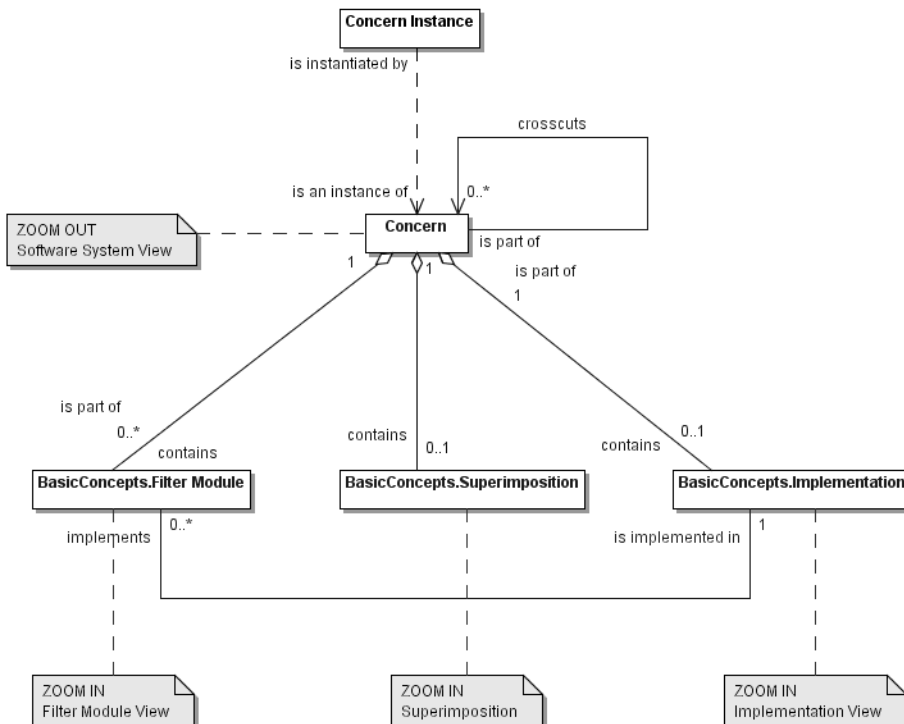 Concern Instance
is instantiated by
crosscuts
is an instance of
0..*
Concern
ZOOM OUT
Software System View
is part of
1
1
is part of
1
is part of
0..*
contains
contains
0..1
0..1
contains
BasicConcepts.Filter Module
BasicConcepts.Superimposition
BasicConcepts.Implementation
implements
0..*
is implemented in
1
ZOOM IN
Filter Module View
ZOOM IN
Superimposition
ZOOM IN
Implementation View